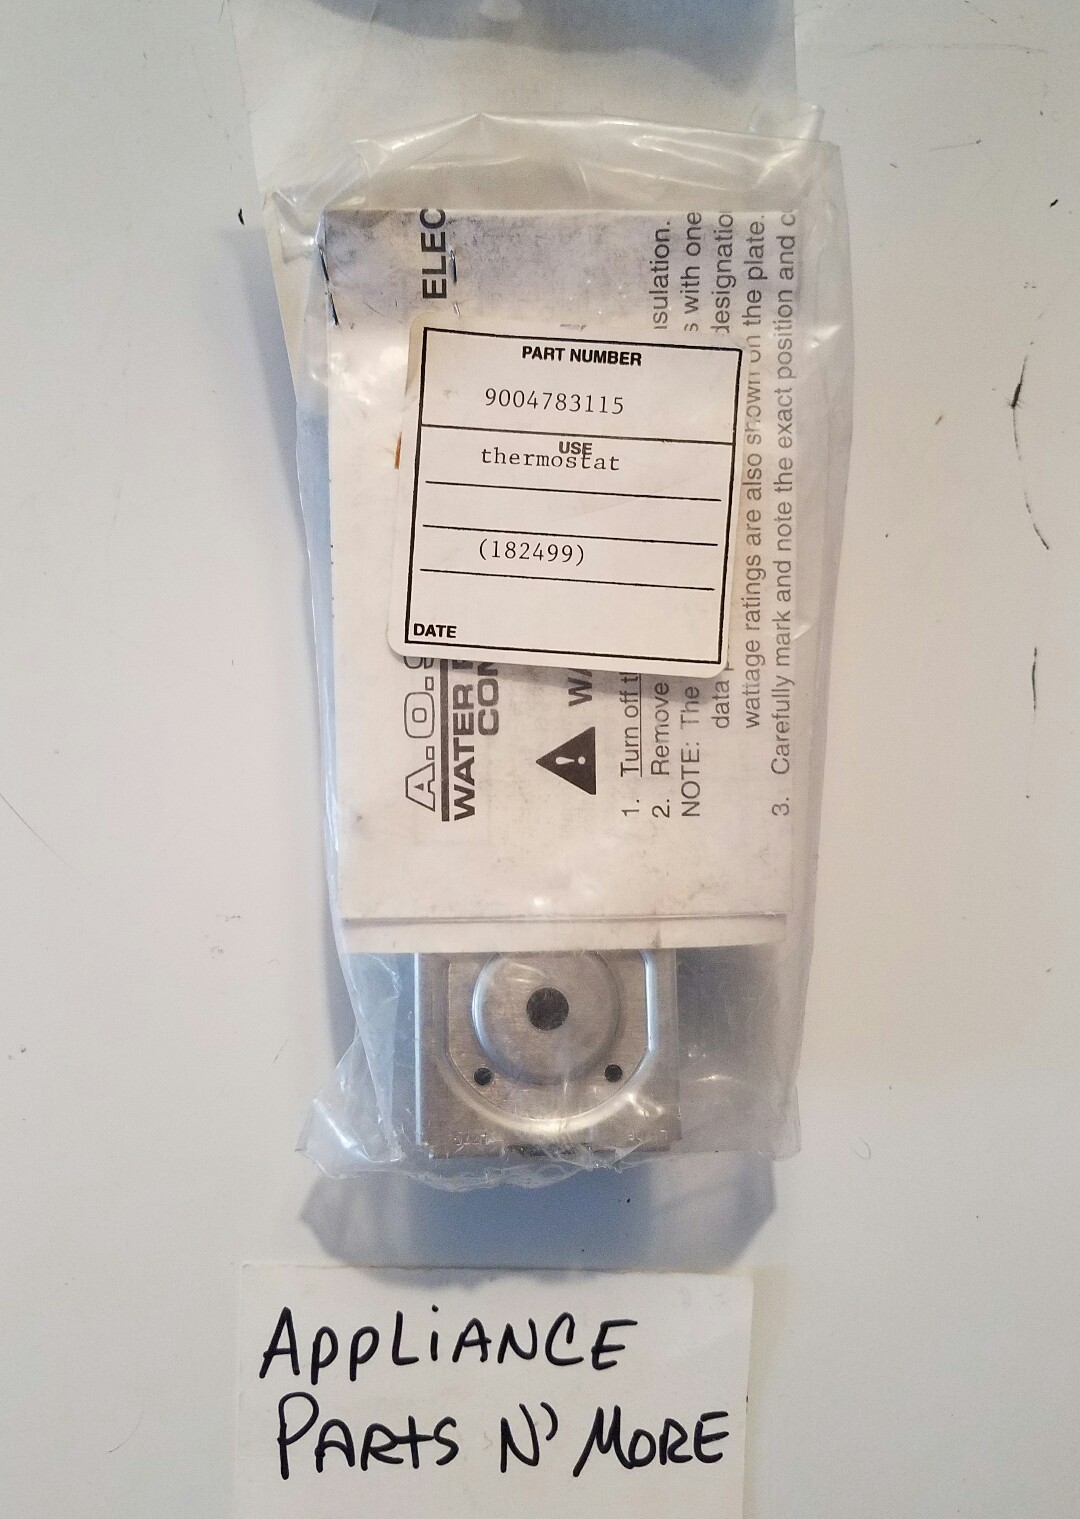 PART NUMBER
9004783115
USE
thermostat
(182499)
DATE
ELEC
A.O.S
WATER
CON
WA
1. Turn off t
2. Remove
NOTE: The
sulation.
s with one
designatio
data
wattage ratings are also shown on the plate.
3. Carefully mark and note the exact position and c
APPLiANCE
PARtS N' MORE